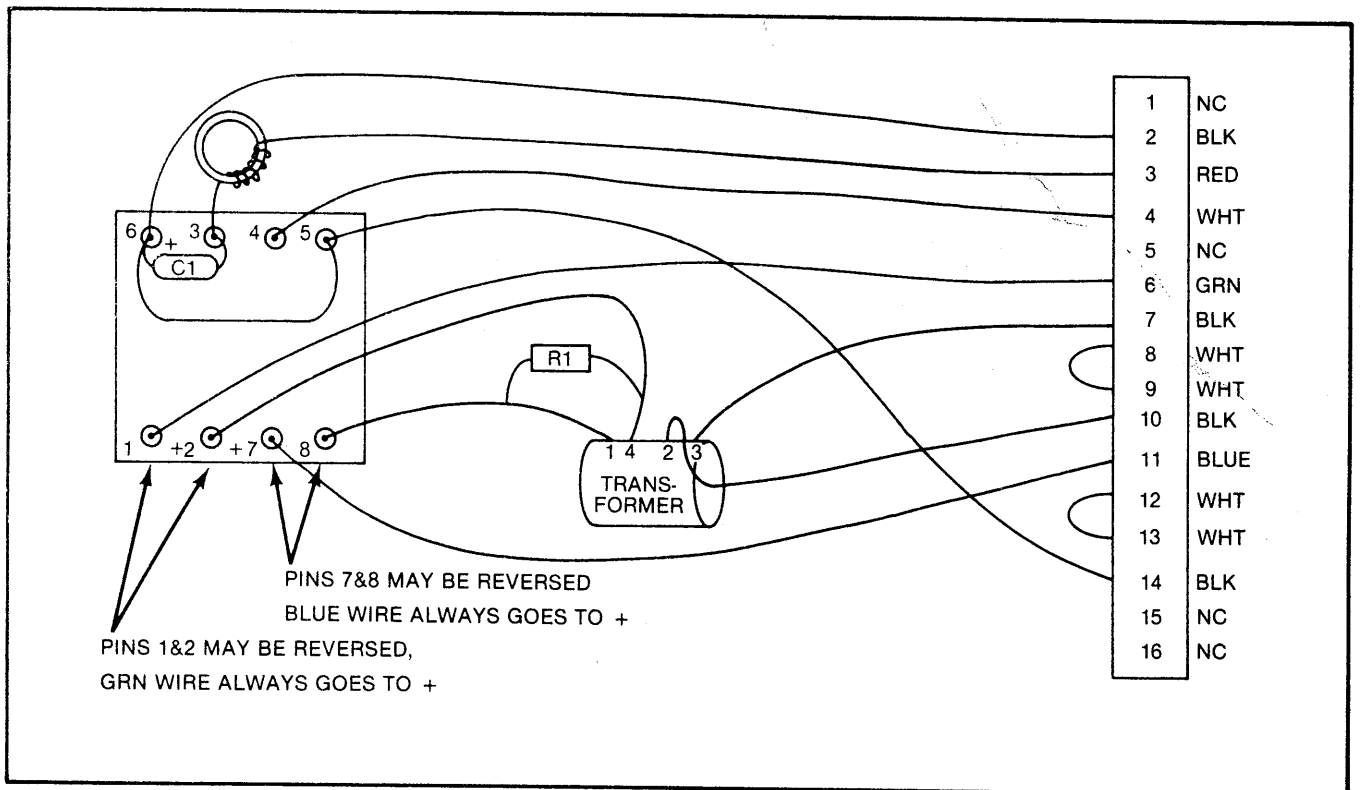 1 NC
2 BLK
3 RED
4 WHT
5 NC
6 GRN
7 BLK
8 WHT
9 WHT
10 BLK
11 BLUE
12 WHT
13 WHT
14 BLK
15 NC
16 NC
6 + 3 4 5
C1
R1
1 +2 +7 8
1 4 2 3
TRANS-
FORMER
PINS 7&8 MAY BE REVERSED
BLUE WIRE ALWAYS GOES TO +
PINS 1&2 MAY BE REVERSED,
GRN WIRE ALWAYS GOES TO +